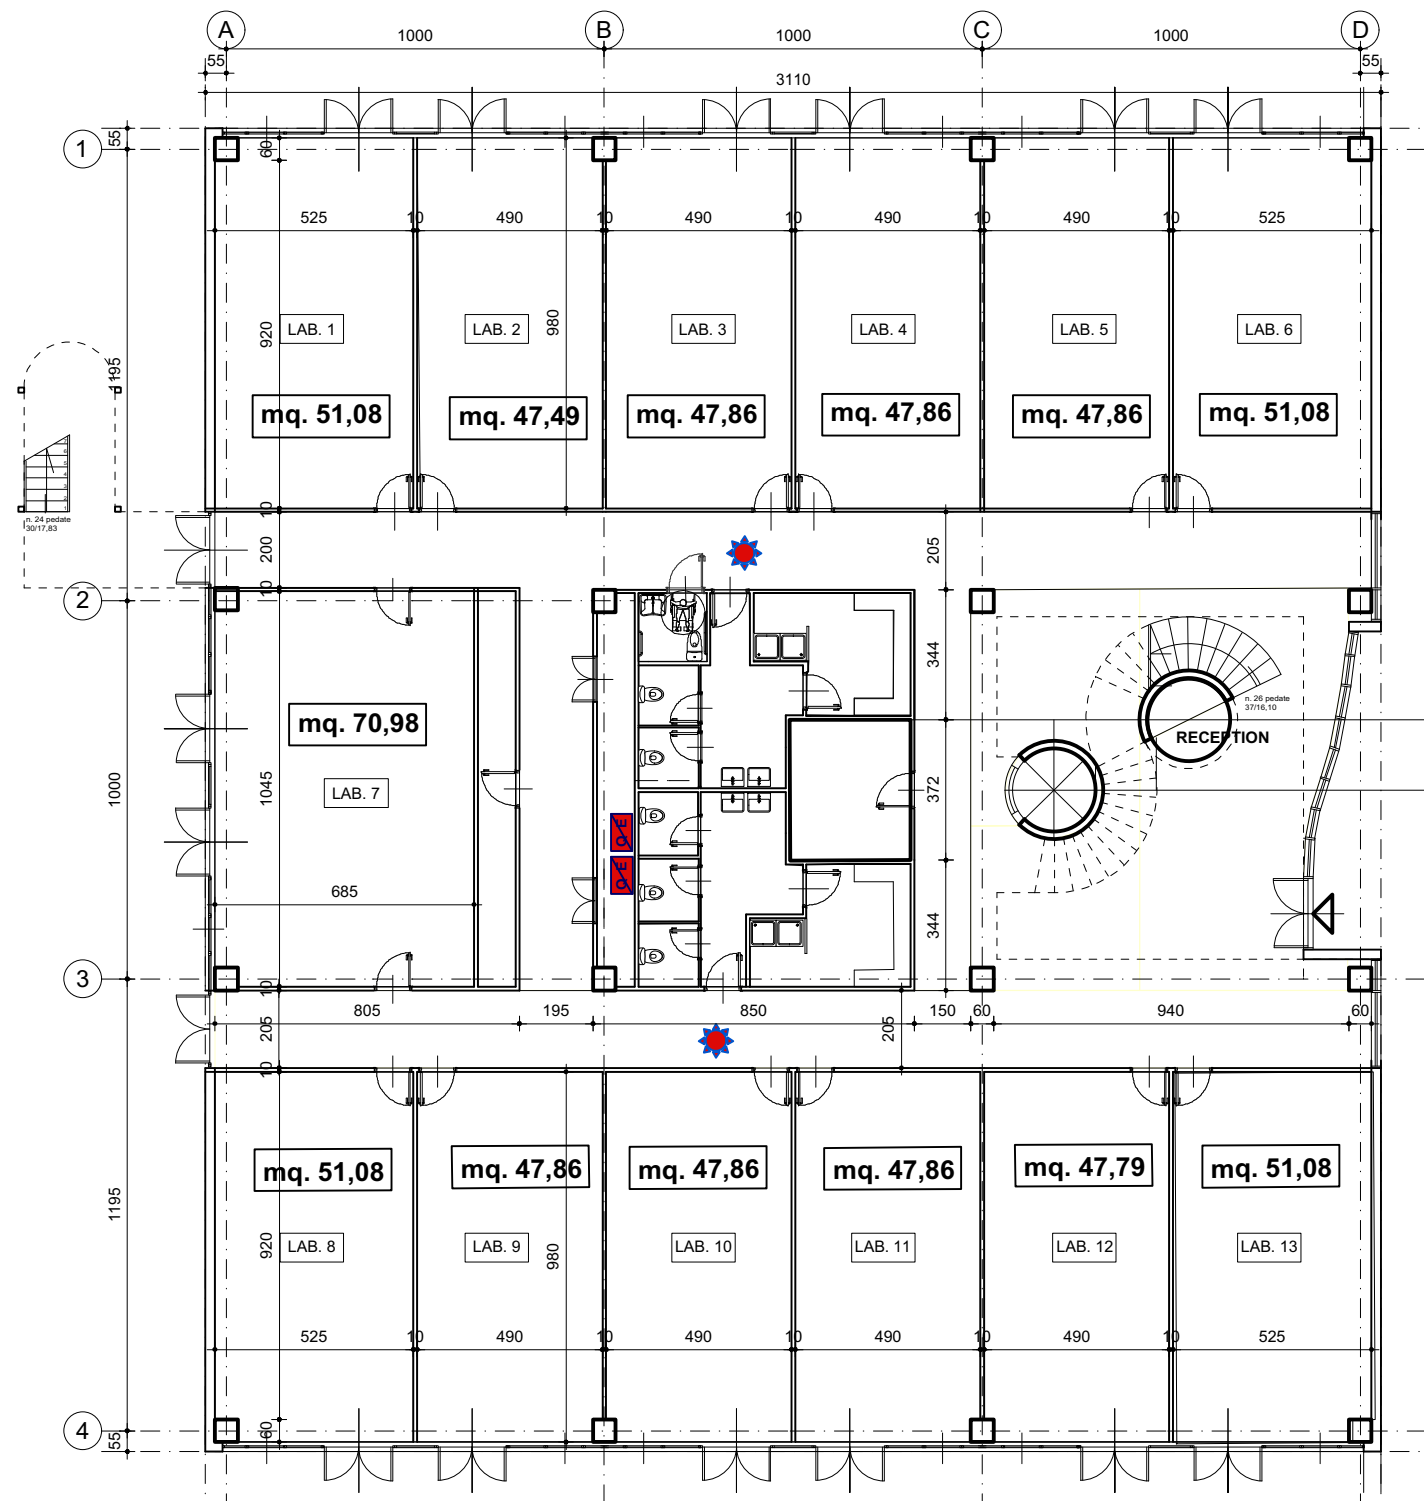 A
B
C
D
1000
1000
1000
55
55
3110
55
1
60
525
10
490
10
490
10
490
10
490
10
525
1195
920
980
LAB. 1
LAB. 2
LAB. 3
LAB. 4
LAB. 5
LAB. 6
mq. 51,08
mq. 47,49
mq. 47,86
mq. 47,86
mq. 47,86
mq. 51,08
n. 24 pedate
30/17,83
10
200
205
10
2
344
n. 26 pedate
37/16,10
mq. 70,98
RECEPTION
LAB. 7
1000
1045
372
Q E
Q E
685
344
3
10
805
195
850
150
60
940
60
205
205
10
mq. 51,08
mq. 47,86
mq. 47,86
mq. 47,86
mq. 47,79
mq. 51,08
1195
920
980
LAB. 8
LAB. 9
LAB. 10
LAB. 11
LAB. 12
LAB. 13
525
10
490
10
490
10
490
10
490
10
525
4
60
55